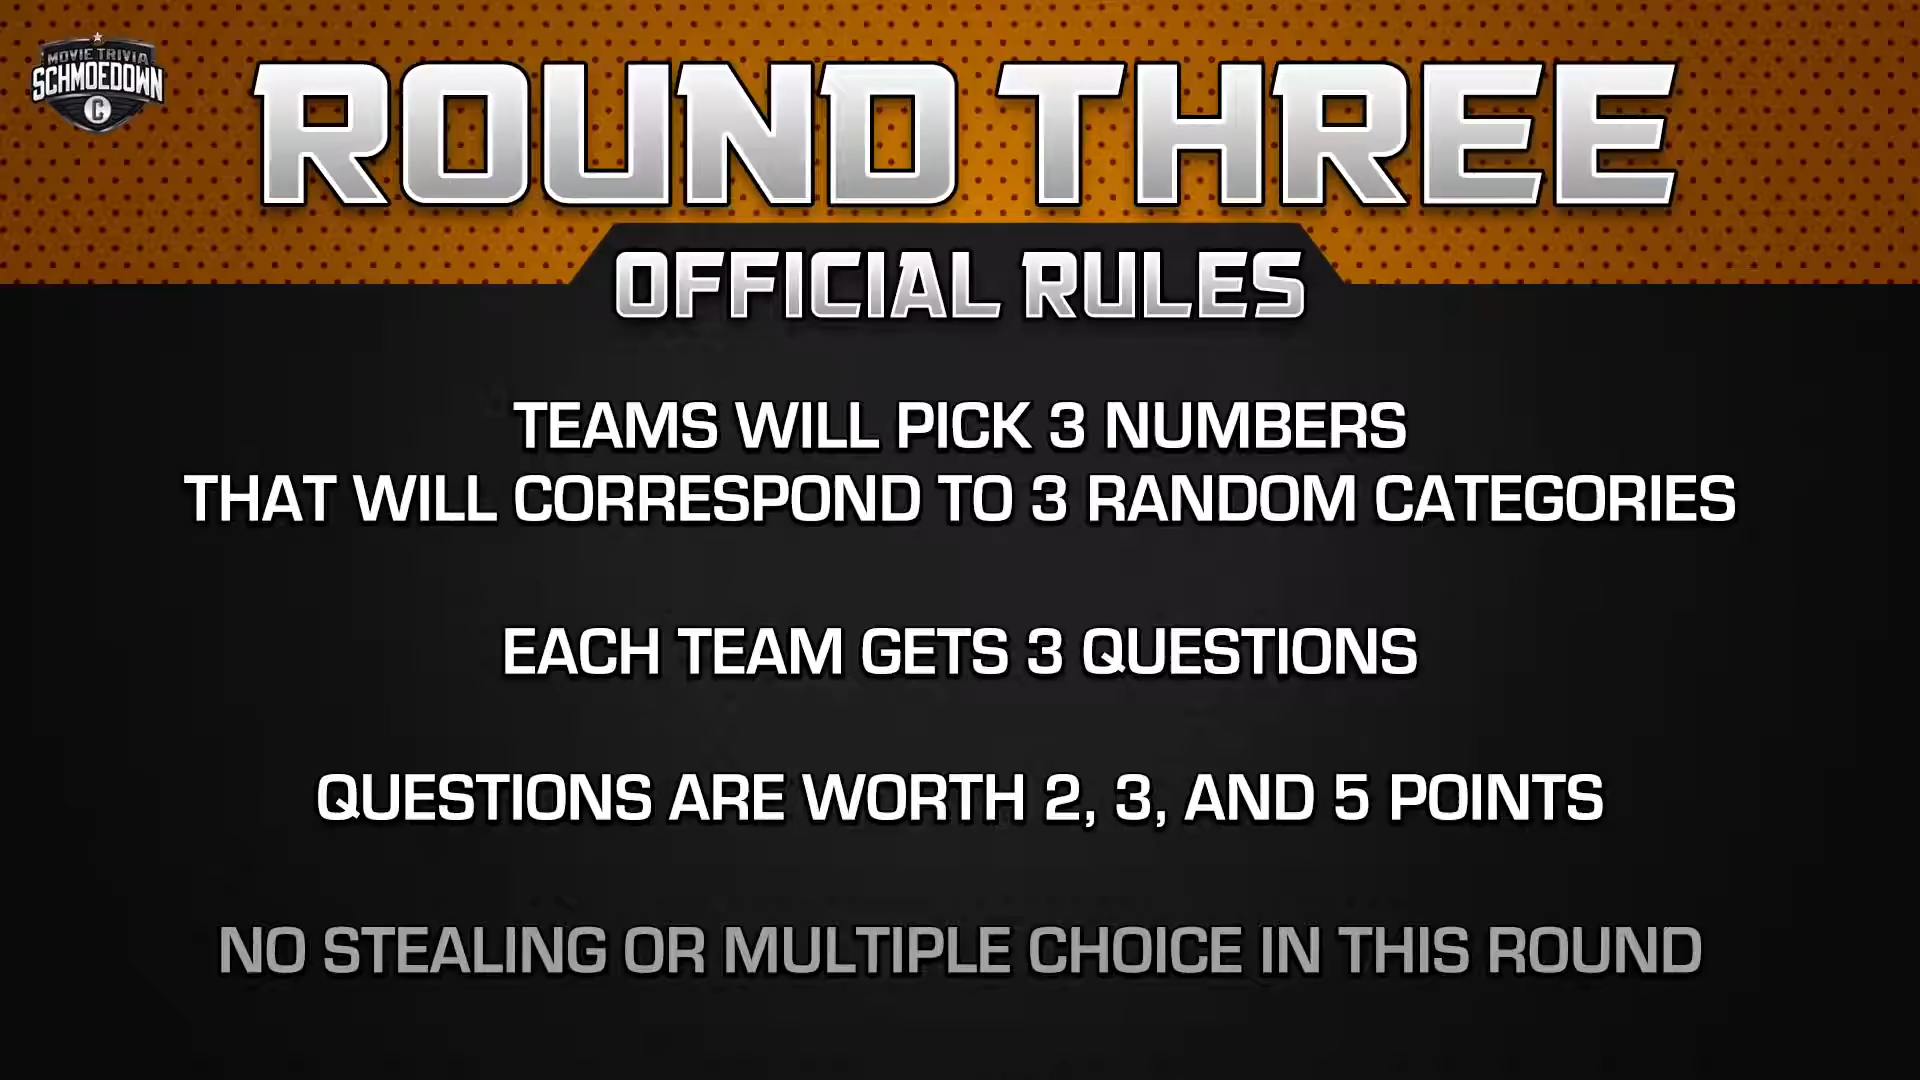 MOVIE TRIVIA
SCHMOEDOWN
C
ROUND THREE
OFFICIAL RULES
TEAMS WILL PICK 3 NUMBERS
THAT WILL CORRESPOND TO 3 RANDOM CATEGORIES
EACH TEAM GETS 3 QUESTIONS
QUESTIONS ARE WORTH 2, 3, AND 5 POINTS
NO STEALING OR MULTIPLE CHOICE IN THIS ROUND